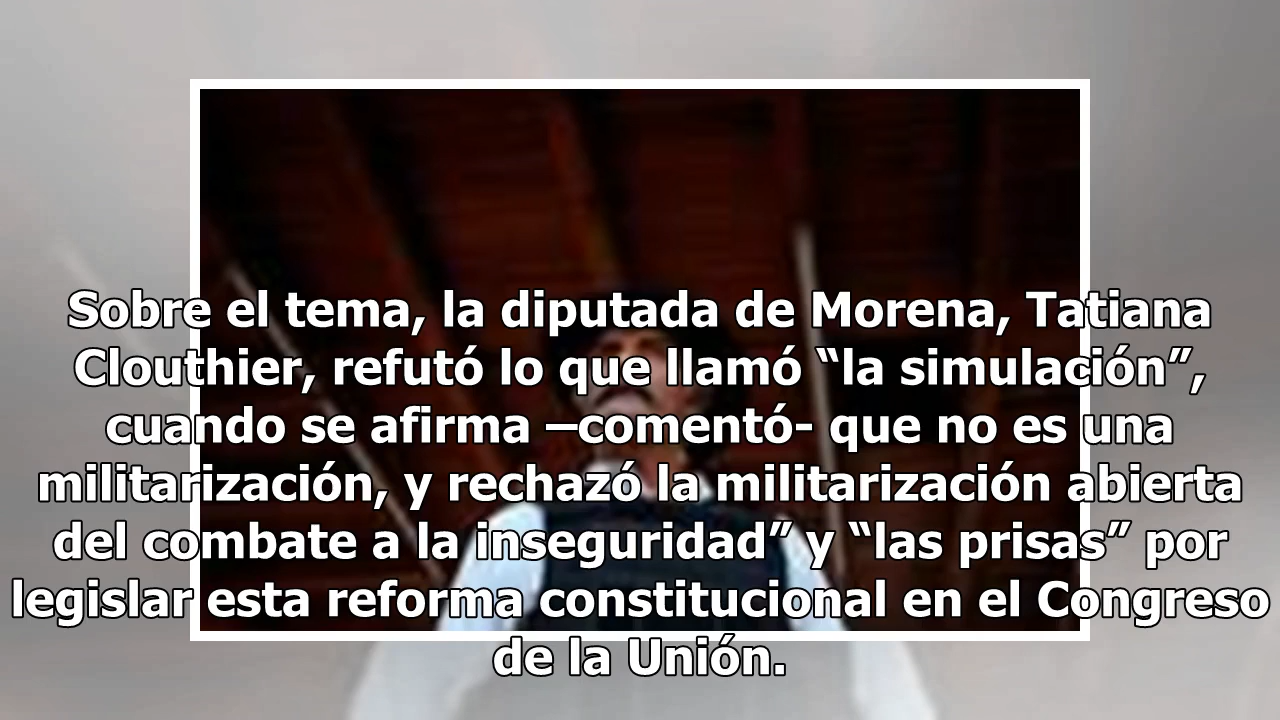 Sobre el tema, la diputada de Morena, Tatiana
Clouthier, refutó lo que llamó “la simulación”,
cuando se afirma –comentó- que no es una
militarización, y rechazó la militarización abierta
del combate a la inseguridad” y “las prisas” por
legislar esta reforma constitucional en el Congreso
de la Unión.